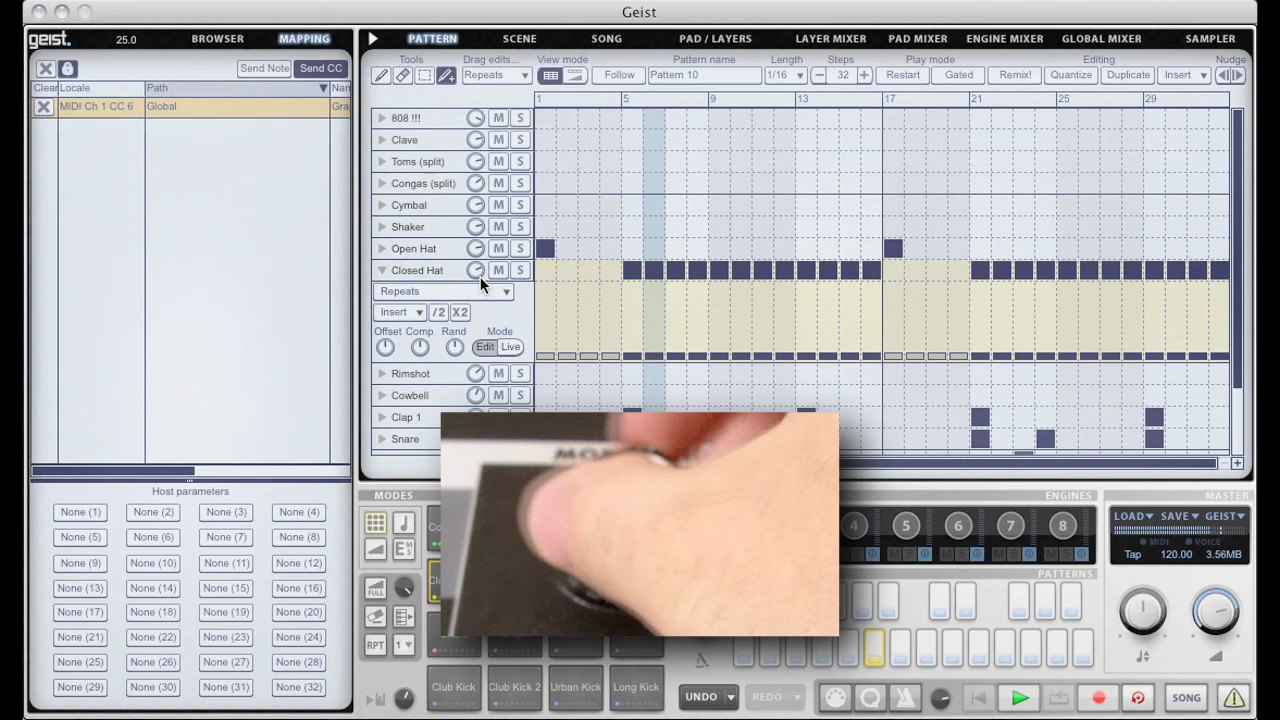 Geist
geist.
25.0
BROWSER
MAPPING
PATTERN
SCENE
SONG
PAD / LAYERS
LAYER MIXER
PAD MIXER
ENGINE MIXER
GLOBAL MIXER
SAMPLER
Send Note
Send CC
Tools
Drag edits...
View mode
Pattern name
Length
Steps
Play mode
Editing
Nudge
Repeats
Follow
Pattern 10
1/16
32
Restart
Gated
Remix!
Quantize
Duplicate
Insert
Clear
Locale
Path
MIDI Ch 1 CC 6
Global
1 5 9 13 17 21 25 29
808 !!! M S
Clave M S
Toms (split) M S
Congas (split) M S
Cymbal M S
Shaker M S
Open Hat M S
Closed Hat M S
Repeats
Insert /2 X2
Offset Comp Rand Mode
Edit Live
Rimshot M S
Cowbell M S
Clap 1
Snare
Host parameters
None (1) None (2) None (3) None (4)
None (5) None (6) None (7) None (8)
None (9) None (10) None (11) None (12)
None (13) None (14) None (15) None (16)
None (17) None (18) None (19) None (20)
None (21) None (22) None (23) None (24)
None (25) None (26) None (27) None (28)
None (29) None (30) None (31) None (32)
MODES
FULL
RPT
1
ENGINES
4 5 6 7 8
PATTERNS
MASTER
LOAD SAVE GEIST
MIDI VOICE
Tap 120.00 3.56MB
Club Kick
Club Kick 2
Urban Kick
Long Kick
UNDO
REDO
SONG